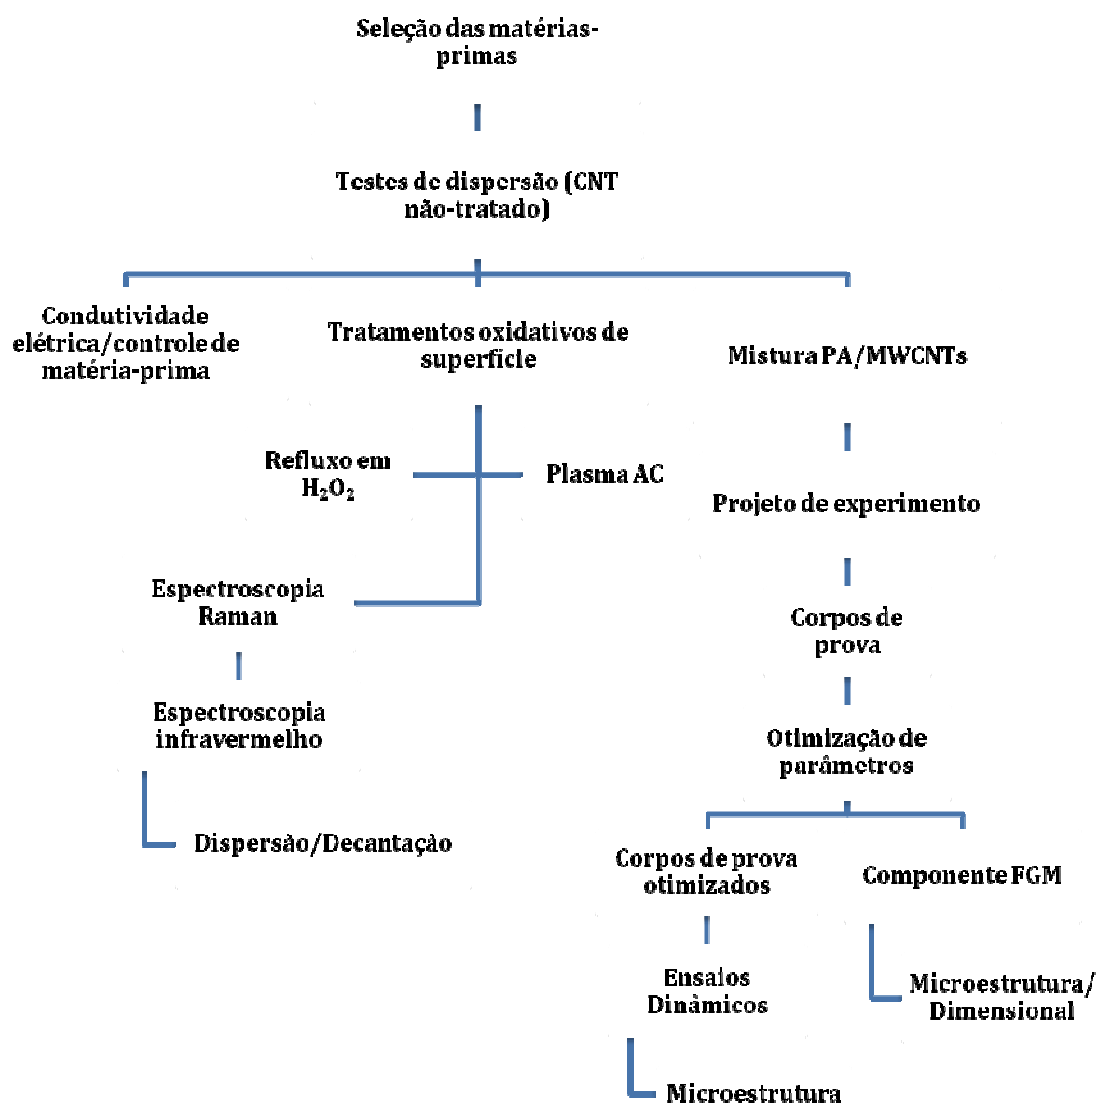 Seleção das matérias-
primas
Testes de dispersão (CNT
não-tratado)
Condutividade
elétrica/controle de
matéria-prima
Tratamentos oxidativos de
superfície
Mistura PA/MWCNTs
Refluxo em
H₂O₂
Plasma AC
Projeto de experimento
Espectroscopia
Raman
Corpos de
prova
Espectroscopia
infravermelho
Otimização de
parâmetros
Dispersão/Decantação
Corpos de prova
otimizados
Componente FGM
Ensaios
Dinâmicos
Microestrutura/
Dimensional
Microestrutura